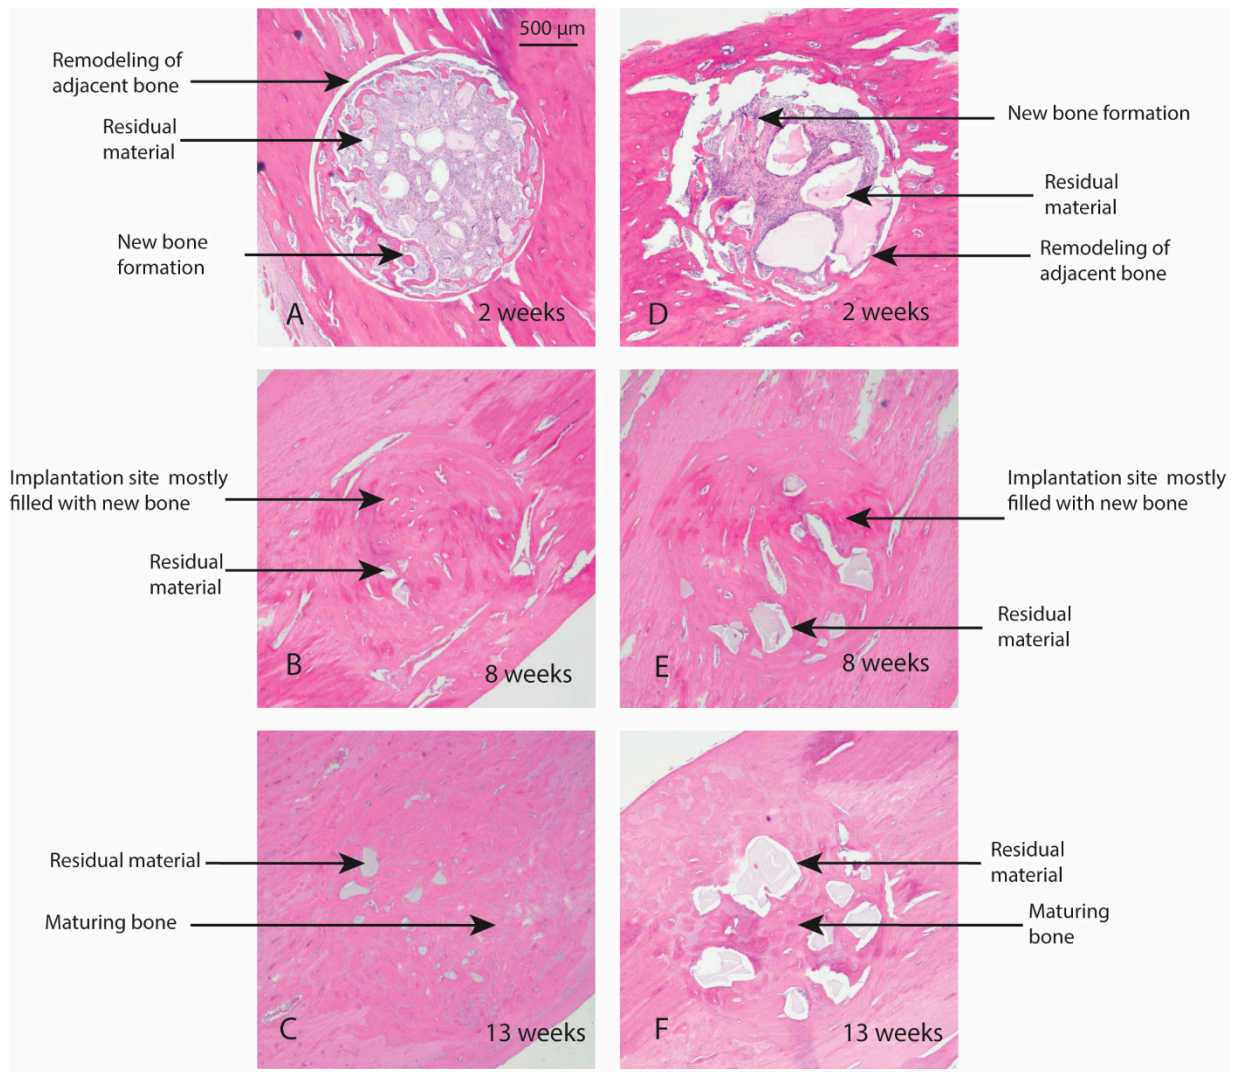 500 µm
Remodeling of
adjacent bone
Residual
material
New bone
formation
A
2 weeks
New bone formation
Residual
material
Remodeling of
adjacent bone
D
2 weeks
Implantation site mostly
filled with new bone
Residual
material
B
8 weeks
Implantation site mostly
filled with new bone
Residual
material
E
8 weeks
Residual material
Maturing bone
C
13 weeks
Residual
material
Maturing
bone
F
13 weeks